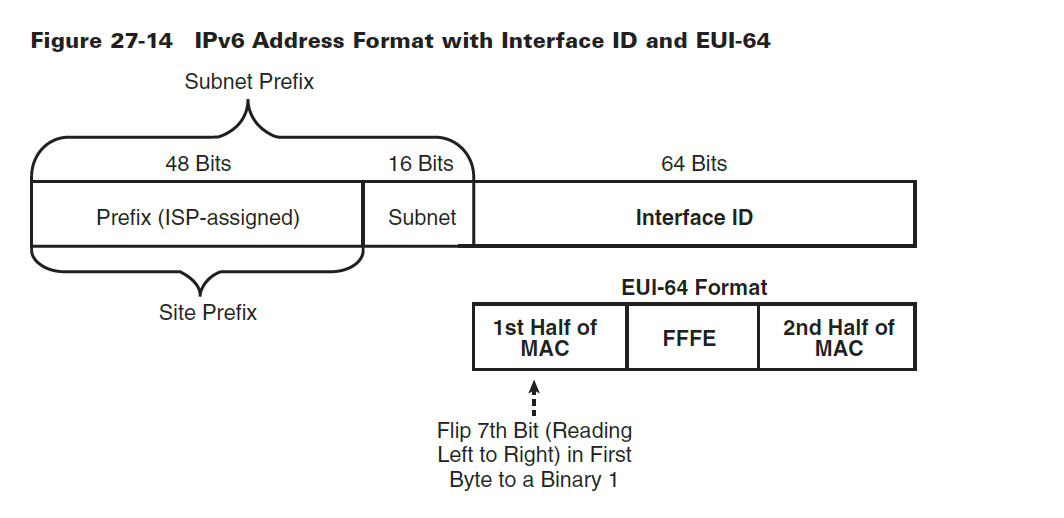 Figure 27-14 IPv6 Address Format with Interface ID and EUI-64
Subnet Prefix
48 Bits
16 Bits
64 Bits
Prefix (ISP-assigned)
Subnet
Interface ID
Site Prefix
EUI-64 Format
1st Half of
MAC
FFFE
2nd Half of
MAC
Flip 7th Bit (Reading
Left to Right) in First
Byte to a Binary 1